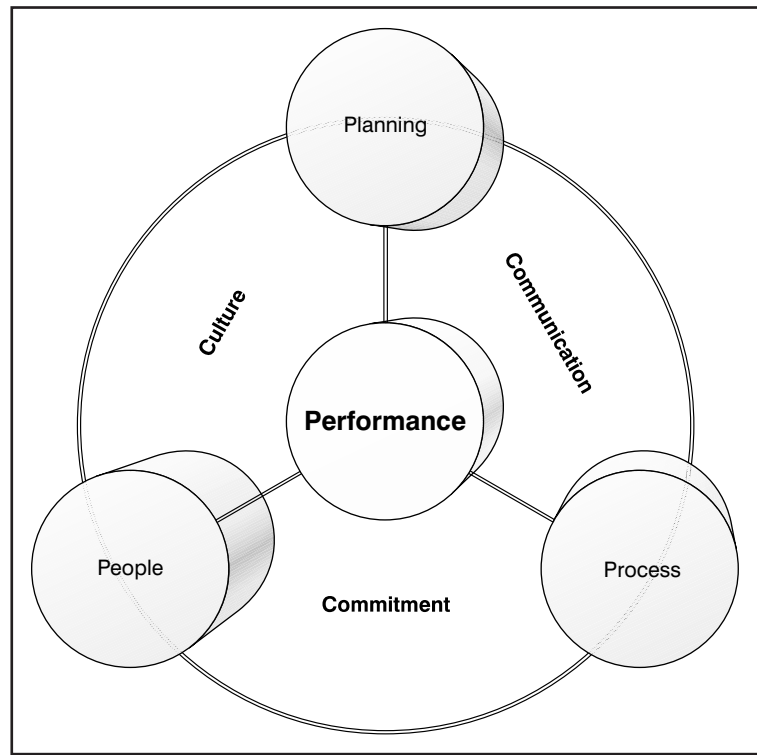 Planning
Culture
Communication
Performance
People
Process
Commitment